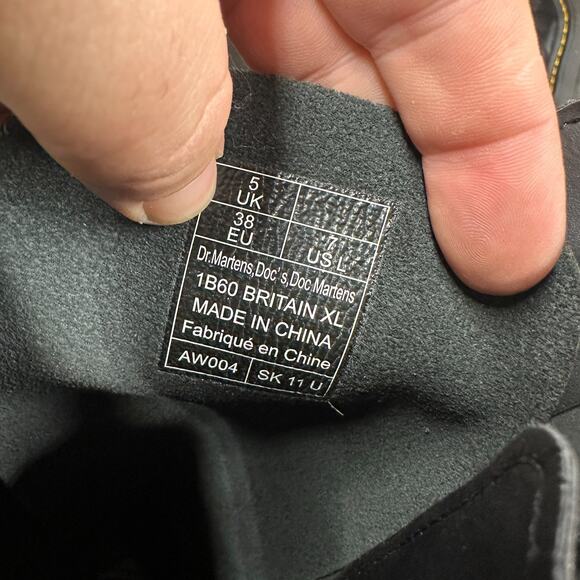 5
UK
38
EU
7
US L
Dr.Martens,Doc's,Doc Martens
1B60 BRITAIN XL
MADE IN CHINA
Fabriqué en Chine
AW004 SK 11 U